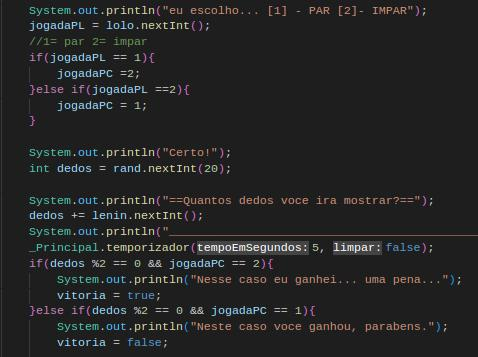 System.out.println("eu escolho... [1] - PAR [2]- IMPAR");
jogadaPL = lolo.nextInt();
//1= par 2= impar
if(jogadaPL == 1){
jogadaPC =2;
}else if(jogadaPL ==2){
jogadaPC = 1;
}
System.out.println("Certo!");
int dedos = rand.nextInt(20);
System.out.println("==Quantos dedos voce ira mostrar?==");
dedos += lenin.nextInt();
System.out.println("______________________________________________
_Principal.temporizador(tempoEmSegundos:5, limpar:false);
if(dedos %2 == 0 && jogadaPC == 2){
System.out.println("Nesse caso eu ganhei... uma pena...");
vitoria = true;
}else if(dedos %2 == 0 && jogadaPC == 1){
System.out.println("Neste caso voce ganhou, parabens.");
vitoria = false;